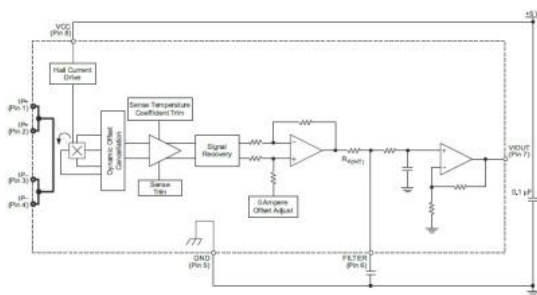 +5 V
VCC
(Pin 8)
Hall Current
Drive
IP+
(Pin 1)
IP+
(Pin 2)
IP−
(Pin 3)
IP−
(Pin 4)
Dynamic Offset
Cancellation
Sense Temperature
Coefficient Trim
Sense
Trim
Signal
Recovery
0 Ampere
Offset Adjust
RF(INT)
VIOUT
(Pin 7)
0.1 µF
GND
(Pin 5)
FILTER
(Pin 6)